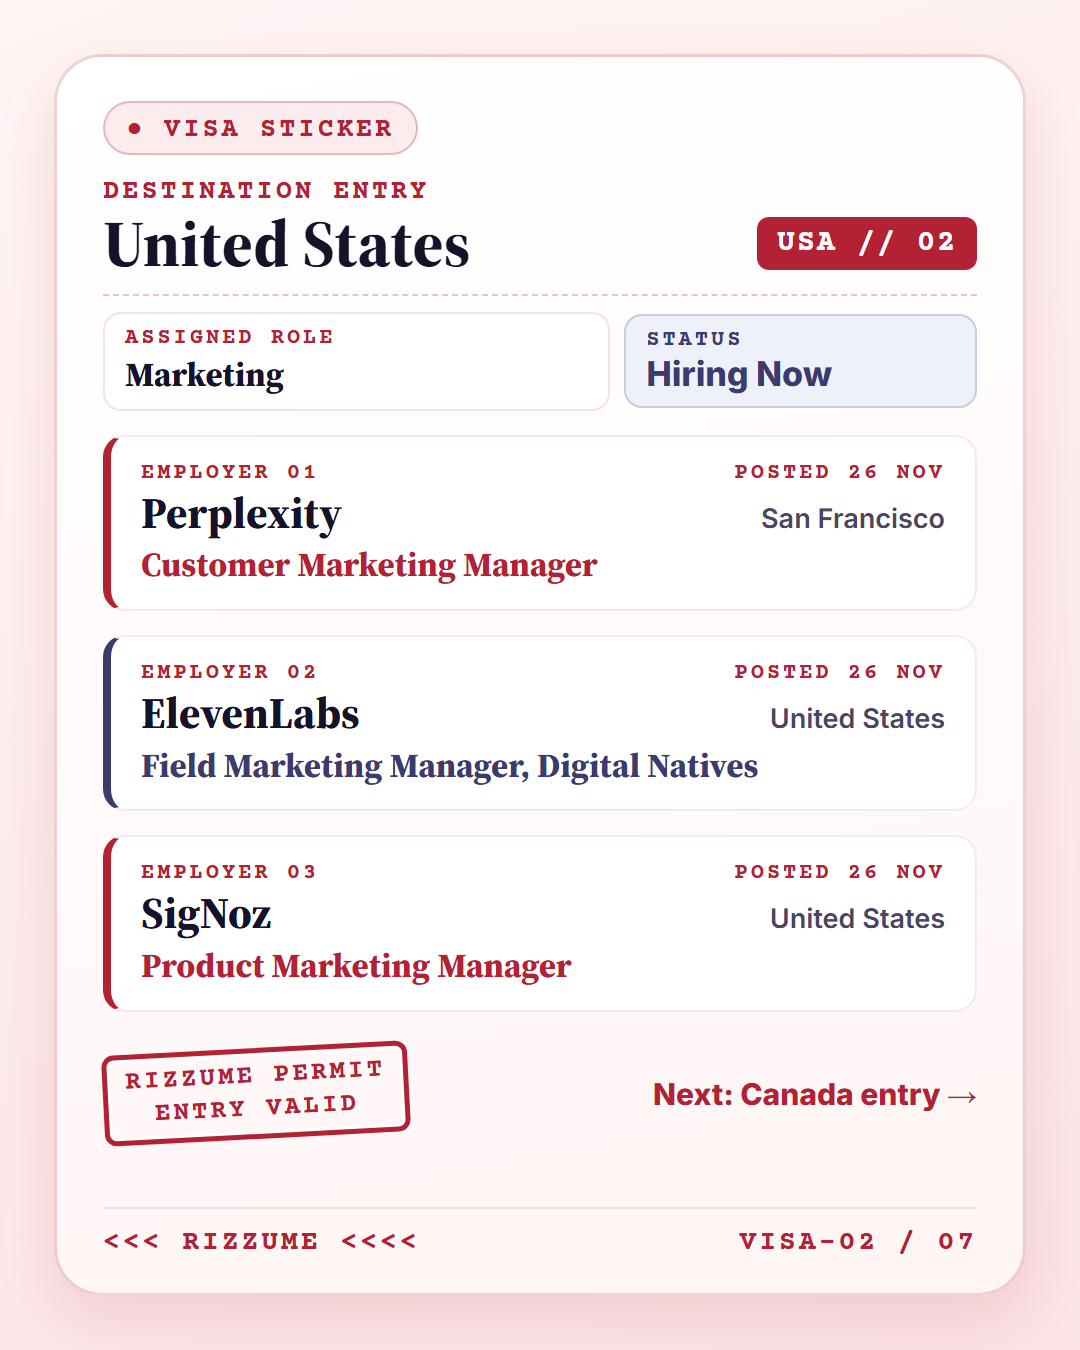 • VISA STICKER
DESTINATION ENTRY
United States
USA // 02
ASSIGNED ROLE
Marketing
STATUS
Hiring Now
EMPLOYER 01
POSTED 26 NOV
Perplexity
San Francisco
Customer Marketing Manager
EMPLOYER 02
POSTED 26 NOV
ElevenLabs
United States
Field Marketing Manager, Digital Natives
EMPLOYER 03
POSTED 26 NOV
SigNoz
United States
Product Marketing Manager
RIZZUME PERMIT
ENTRY VALID
Next: Canada entry →
<<< RIZZUME <<<<
VISA-02 / 07